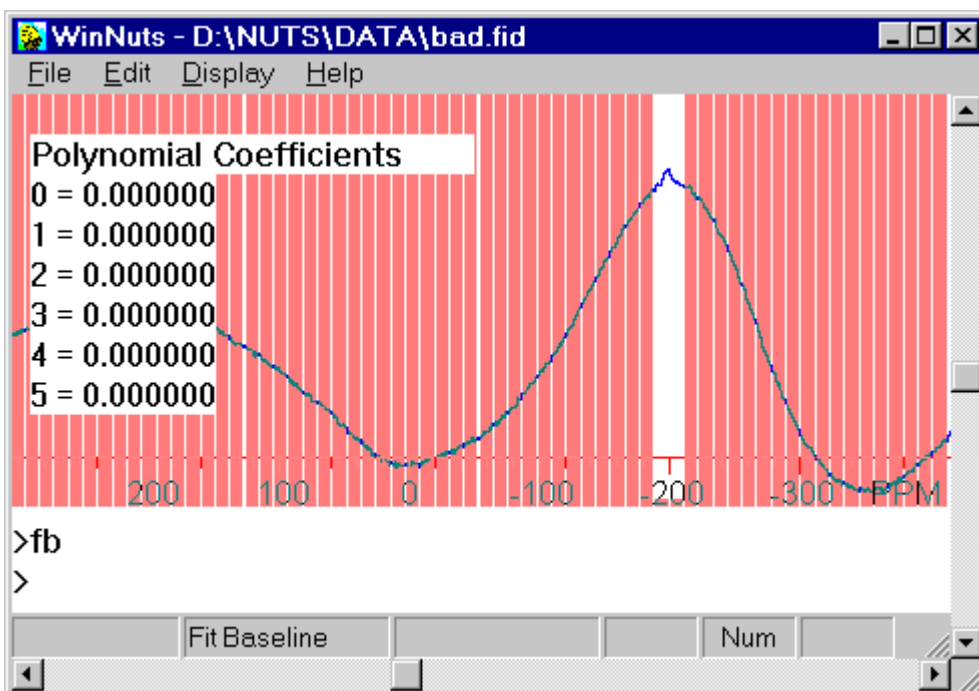 WinNuts - D:\NUTS\DATA\bad.fid
File Edit Display Help
Polynomial Coefficients
0 = 0.000000
1 = 0.000000
2 = 0.000000
3 = 0.000000
4 = 0.000000
5 = 0.000000
200 100 0 -100 -200 -300 PPM
>fb
>
Fit Baseline Num